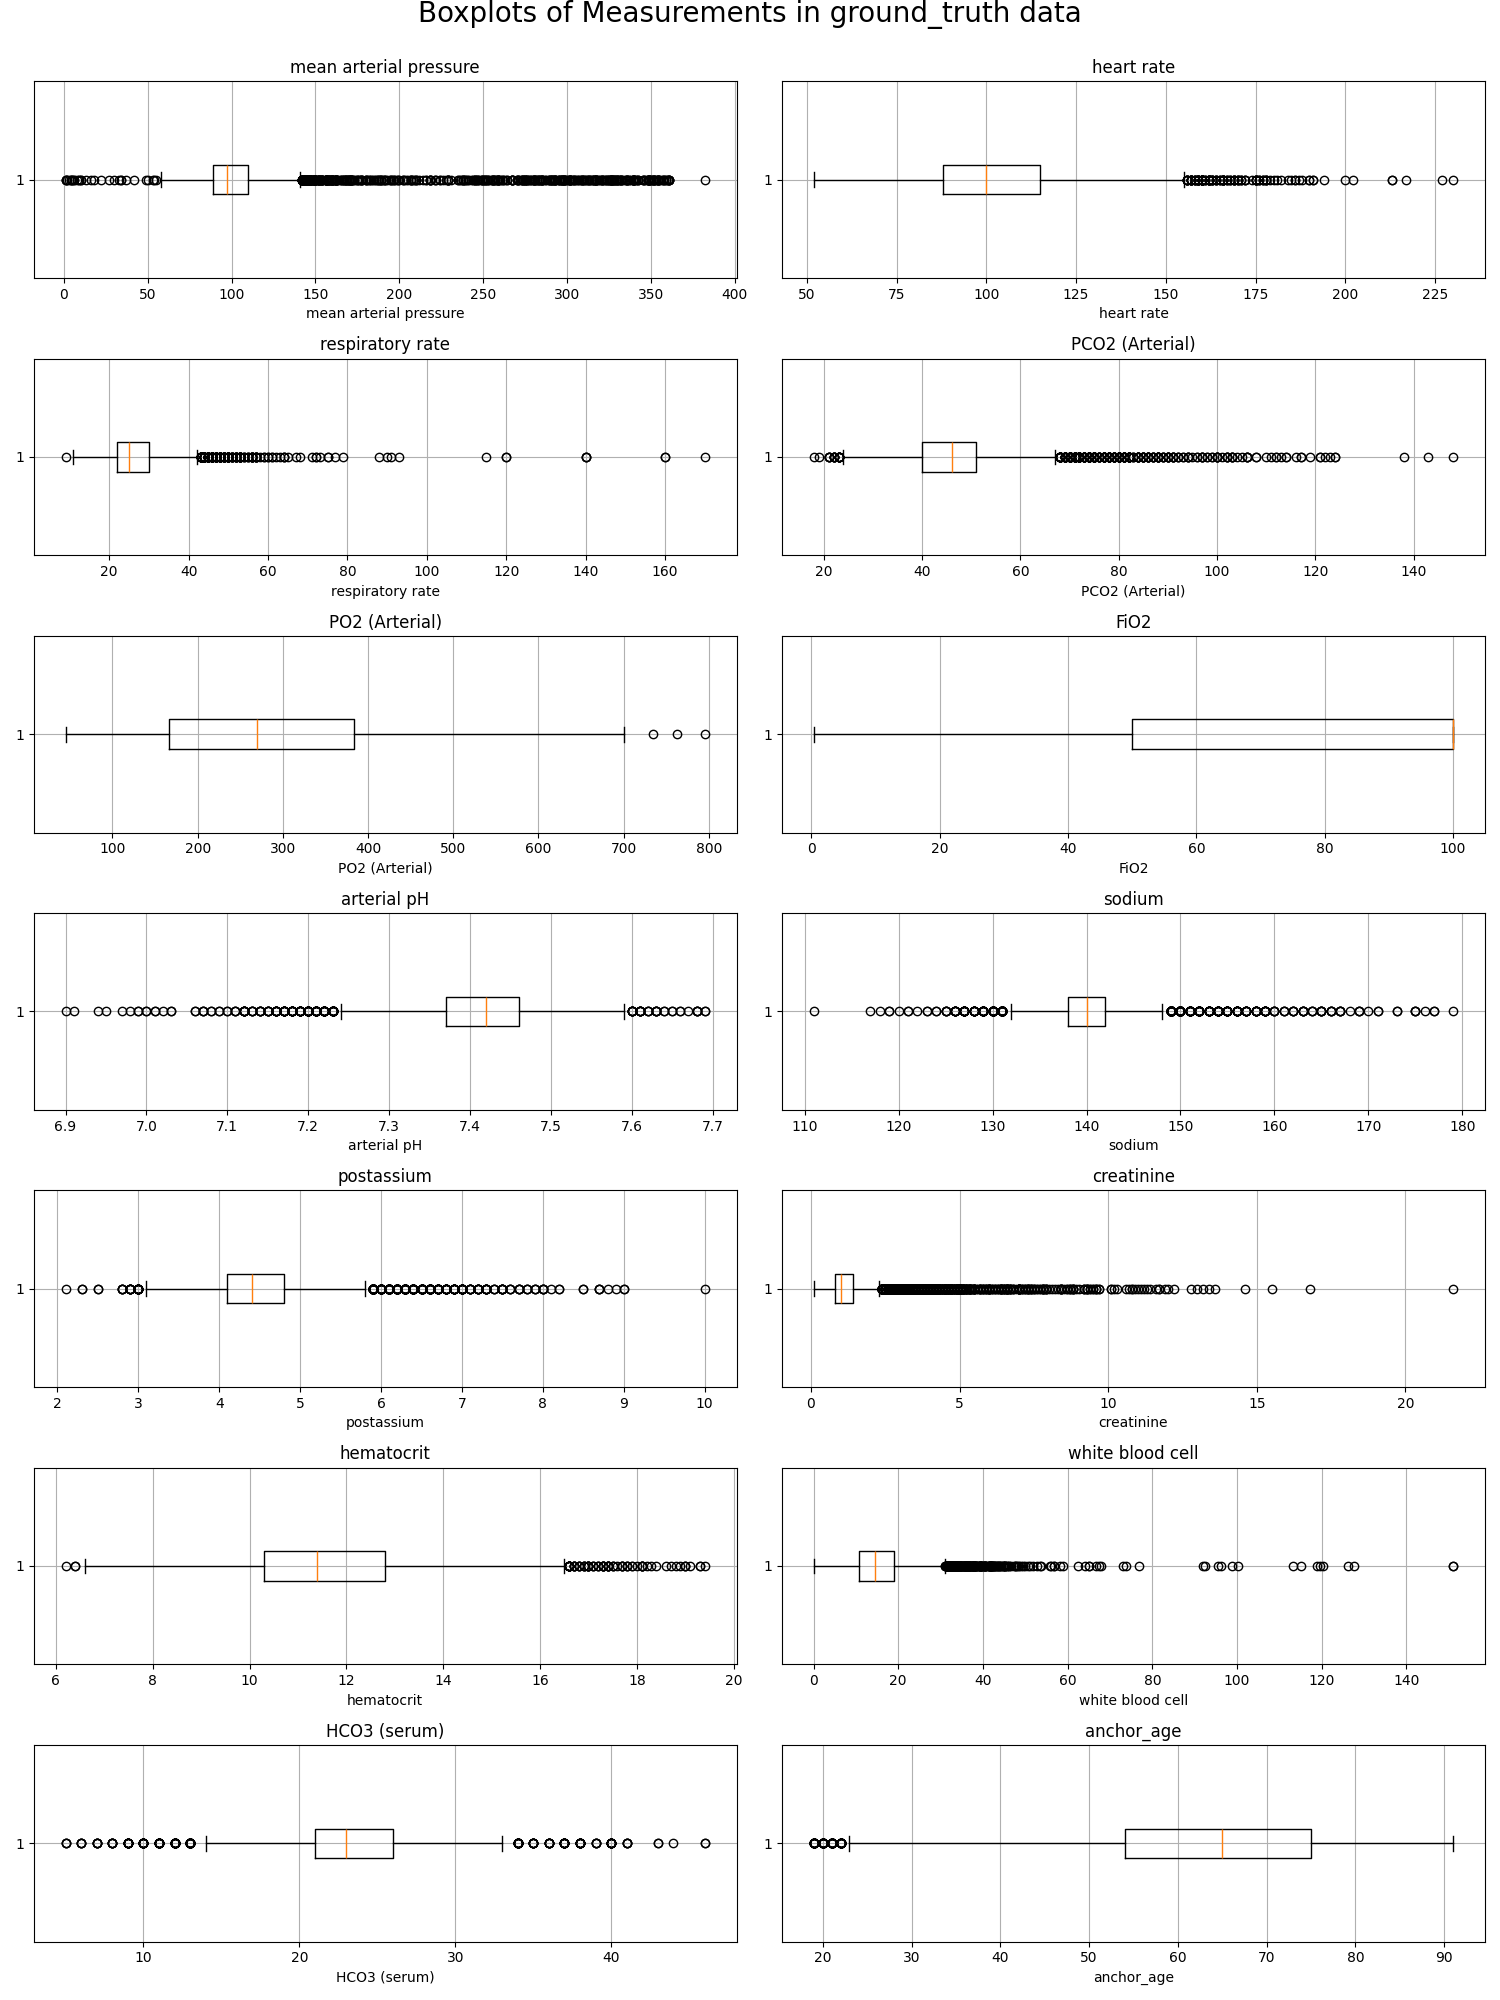 Boxplots of Measurements in ground_truth data
mean arterial pressure
1
0 50 100 150 200 250 300 350 400
mean arterial pressure
heart rate
1
50 75 100 125 150 175 200 225
heart rate
respiratory rate
1
20 40 60 80 100 120 140 160
respiratory rate
PCO2 (Arterial)
1
20 40 60 80 100 120 140
PCO2 (Arterial)
PO2 (Arterial)
1
100 200 300 400 500 600 700 800
PO2 (Arterial)
FiO2
1
0 20 40 60 80 100
FiO2
arterial pH
1
6.9 7.0 7.1 7.2 7.3 7.4 7.5 7.6 7.7
arterial pH
sodium
1
110 120 130 140 150 160 170 180
sodium
postassium
1
2 3 4 5 6 7 8 9 10
postassium
creatinine
1
0 5 10 15 20
creatinine
hematocrit
1
6 8 10 12 14 16 18 20
hematocrit
white blood cell
1
0 20 40 60 80 100 120 140
white blood cell
HCO3 (serum)
1
10 20 30 40
HCO3 (serum)
anchor_age
1
20 30 40 50 60 70 80 90
anchor_age